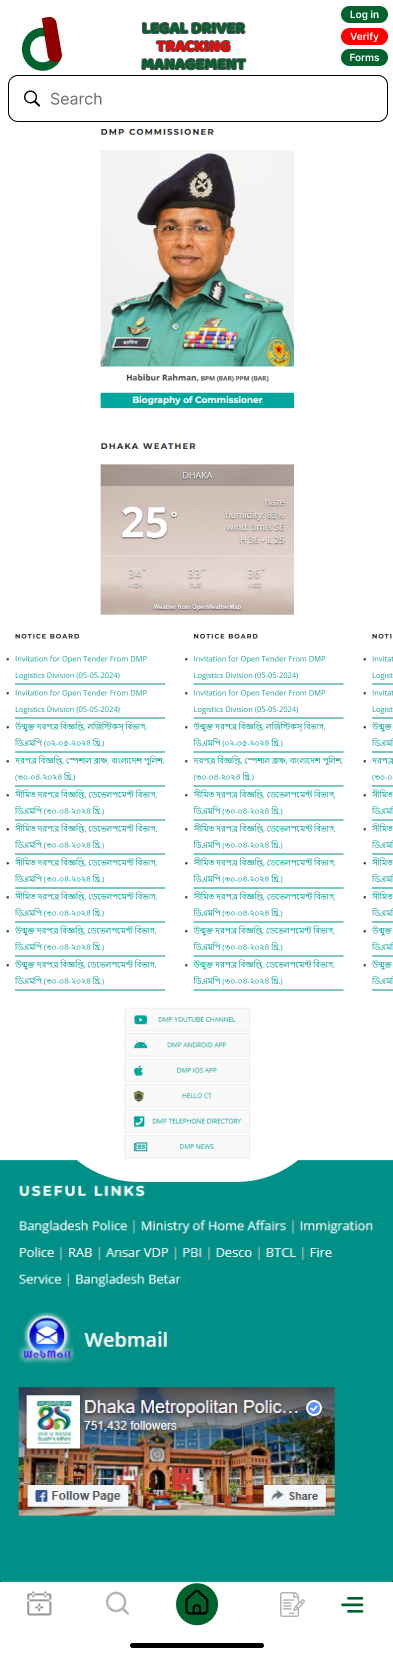 Log in
LEGAL DRIVER
TRACKING
MANAGEMENT
Verify
Forms
Search
DMP COMMISSIONER
Habibur Rahman, BPM (BAR) PPM (BAR)
Biography of Commissioner
DHAKA WEATHER
DHAKA
25°
haze
humidity: 83%
wind: 3m/s SE
H 36 • L 25
34°
33°
36°
MON
TUE
WED
Weather from OpenWeatherMap
NOTICE BOARD
Invitation for Open Tender From DMP
Logistics Division (05-05-2024)
Invitation for Open Tender From DMP
Logistics Division (05-05-2024)
উন্মুক্ত দরপত্র বিজ্ঞপ্তি, লজিস্টিকস্ বিভাগ,
ডিএমপি (০২-০৫-২০২৪ খ্রি.)
দরপত্র বিজ্ঞপ্তি, স্পেশাল ব্রাঞ্চ, বাংলাদেশ পুলিশ,
(৩০-০৪-২০২৪ খ্রি.)
সীমিত দরপত্র বিজ্ঞপ্তি, ডেভেলপমেন্ট বিভাগ,
ডিএমপি (৩০-০৪-২০২৪ খ্রি.)
সীমিত দরপত্র বিজ্ঞপ্তি, ডেভেলপমেন্ট বিভাগ,
ডিএমপি (৩০-০৪-২০২৪ খ্রি.)
সীমিত দরপত্র বিজ্ঞপ্তি, ডেভেলপমেন্ট বিভাগ,
ডিএমপি (৩০-০৪-২০২৪ খ্রি.)
সীমিত দরপত্র বিজ্ঞপ্তি, ডেভেলপমেন্ট বিভাগ,
ডিএমপি (৩০-০৪-২০২৪ খ্রি.)
উন্মুক্ত দরপত্র বিজ্ঞপ্তি, ডেভেলপমেন্ট বিভাগ,
ডিএমপি (৩০-০৪-২০২৪ খ্রি.)
উন্মুক্ত দরপত্র বিজ্ঞপ্তি, ডেভেলপমেন্ট বিভাগ,
ডিএমপি (৩০-০৪-২০২৪ খ্রি.)
NOTICE BOARD
Invitation for Open Tender From DMP
Logistics Division (05-05-2024)
Invitation for Open Tender From DMP
Logistics Division (05-05-2024)
উন্মুক্ত দরপত্র বিজ্ঞপ্তি, লজিস্টিকস্ বিভাগ,
ডিএমপি (০২-০৫-২০২৪ খ্রি.)
দরপত্র বিজ্ঞপ্তি, স্পেশাল ব্রাঞ্চ, বাংলাদেশ পুলিশ,
(৩০-০৪-২০২৪ খ্রি.)
সীমিত দরপত্র বিজ্ঞপ্তি, ডেভেলপমেন্ট বিভাগ,
ডিএমপি (৩০-০৪-২০২৪ খ্রি.)
সীমিত দরপত্র বিজ্ঞপ্তি, ডেভেলপমেন্ট বিভাগ,
ডিএমপি (৩০-০৪-২০২৪ খ্রি.)
সীমিত দরপত্র বিজ্ঞপ্তি, ডেভেলপমেন্ট বিভাগ,
ডিএমপি (৩০-০৪-২০২৪ খ্রি.)
সীমিত দরপত্র বিজ্ঞপ্তি, ডেভেলপমেন্ট বিভাগ,
ডিএমপি (৩০-০৪-২০২৪ খ্রি.)
উন্মুক্ত দরপত্র বিজ্ঞপ্তি, ডেভেলপমেন্ট বিভাগ,
ডিএমপি (৩০-০৪-২০২৪ খ্রি.)
উন্মুক্ত দরপত্র বিজ্ঞপ্তি, ডেভেলপমেন্ট বিভাগ,
ডিএমপি (৩০-০৪-২০২৪ খ্রি.)
DMP YOUTUBE CHANNEL
DMP ANDROID APP
DMP IOS APP
HELLO CT
DMP TELEPHONE DIRECTORY
DMP NEWS
USEFUL LINKS
Bangladesh Police | Ministry of Home Affairs | Immigration
Police | RAB | Ansar VDP | PBI | Desco | BTCL | Fire
Service | Bangladesh Betar
WebMail
Webmail
Dhaka Metropolitan Polic...
751,432 followers
Follow Page
Share